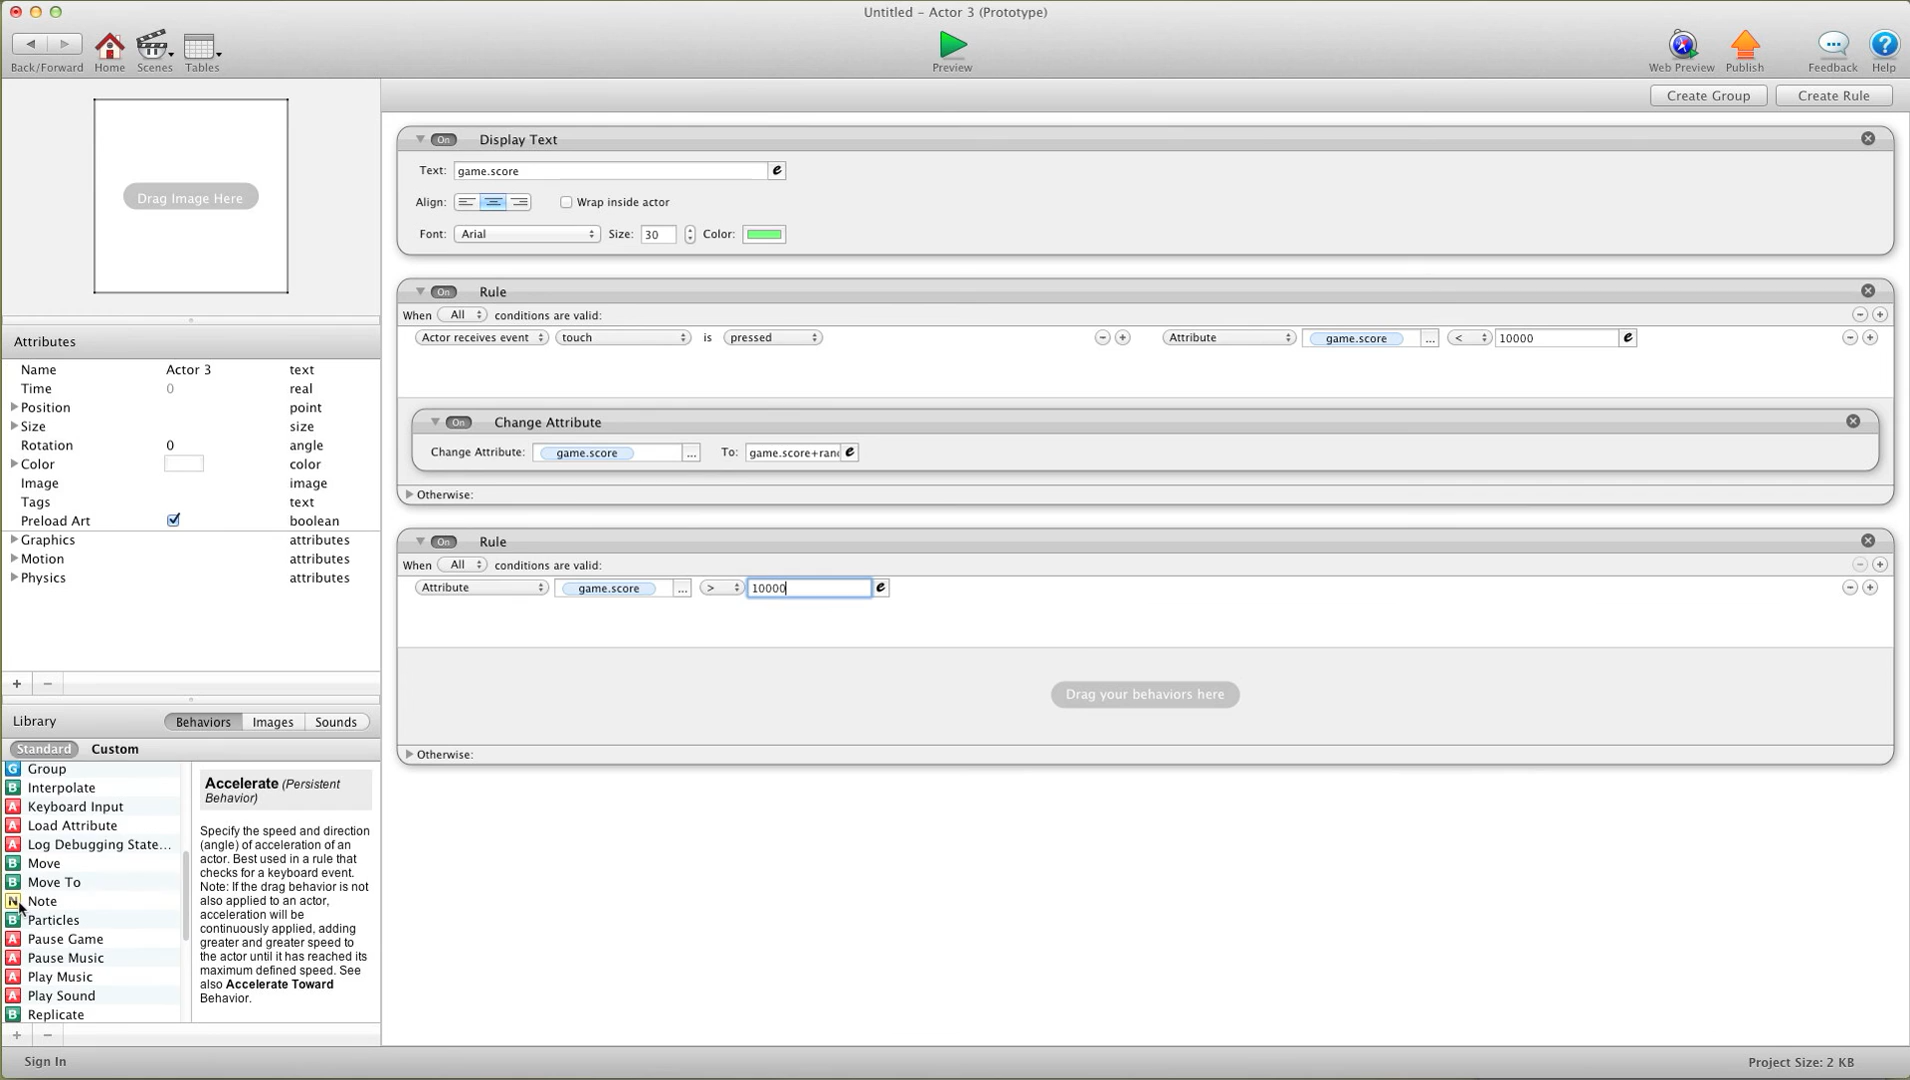 Untitled – Actor 3 (Prototype)
Back/Forward Home Scenes Tables Preview Web Preview Publish Feedback Help
Create Group Create Rule
Drag Image Here
Attributes
Name Actor 3 text
Time 0 real
Position point
Size size
Rotation 0 angle
Color color
Image image
Tags text
Preload Art boolean
Graphics attributes
Motion attributes
Physics attributes
+ −
Library Behaviors Images Sounds
Standard Custom
G Group
B Interpolate
A Keyboard Input
A Load Attribute
A Log Debugging State...
B Move
B Move To
N Note
B Particles
A Pause Game
A Pause Music
A Play Music
A Play Sound
B Replicate
Accelerate (Persistent
Behavior)
Specify the speed and direction
(angle) of acceleration of an
actor. Best used in a rule that
checks for a keyboard event.
Note: If the drag behavior is not
also applied to an actor,
acceleration will be
continuously applied, adding
greater and greater speed to
the actor until it has reached its
maximum defined speed. See
also Accelerate Toward
Behavior.
+ −
On Display Text
Text: game.score e
Align: Wrap inside actor
Font: Arial Size: 30 Color:
On Rule
When All conditions are valid:
Actor receives event touch is pressed Attribute game.score ... < 10000 e
On Change Attribute
Change Attribute: game.score ... To: game.score+rand e
Otherwise:
On Rule
When All conditions are valid:
Attribute game.score ... > 10000 e
Drag your behaviors here
Otherwise:
Sign In Project Size: 2 KB